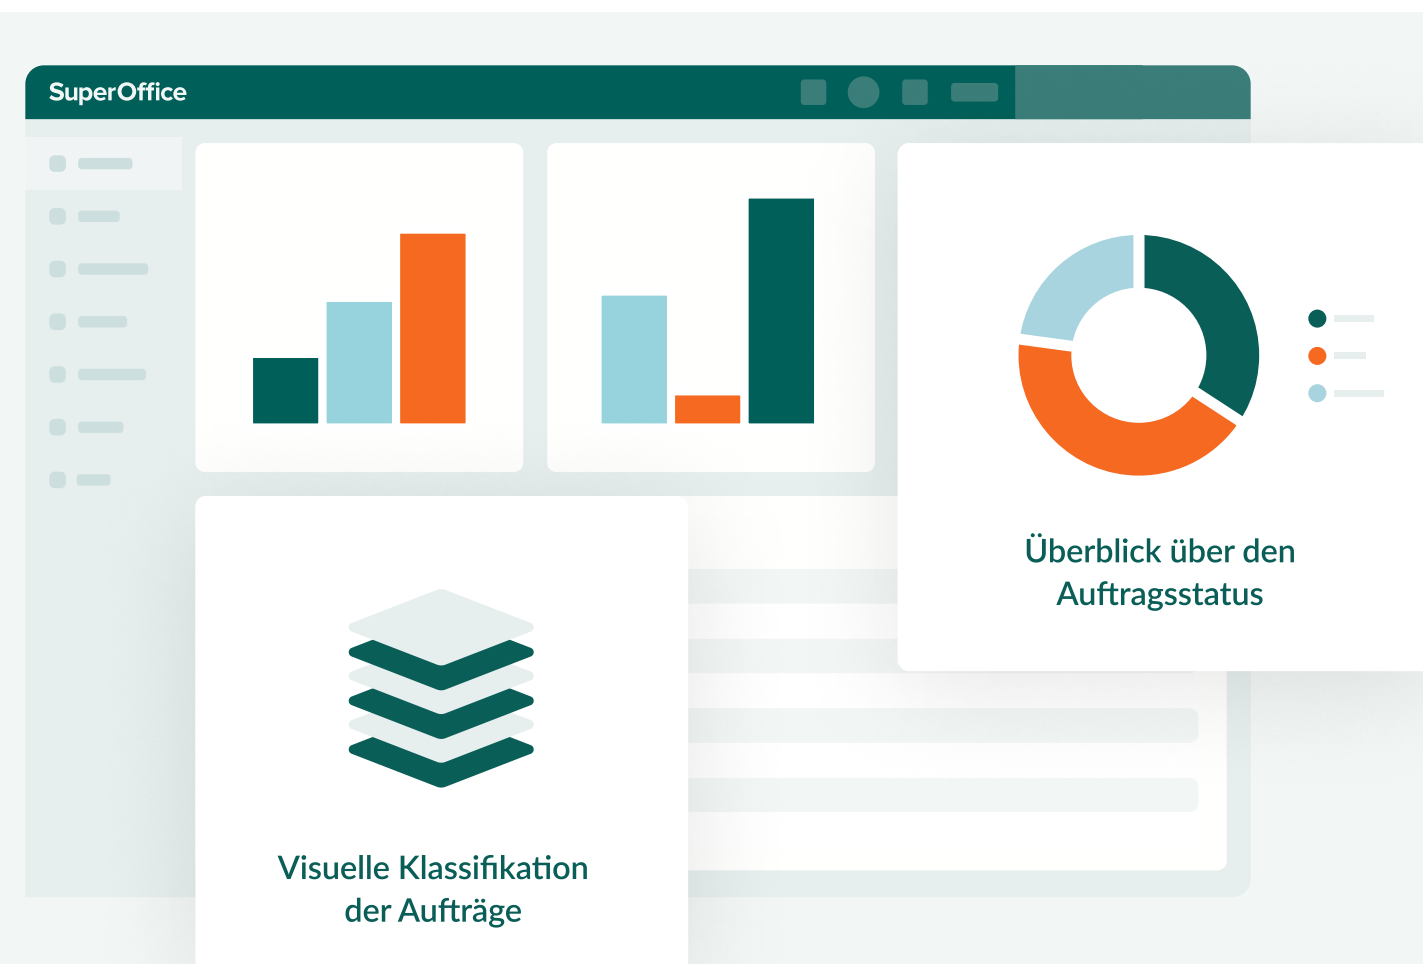 SuperOffice
Überblick über den
Auftragsstatus
Visuelle Klassifikation
der Aufträge